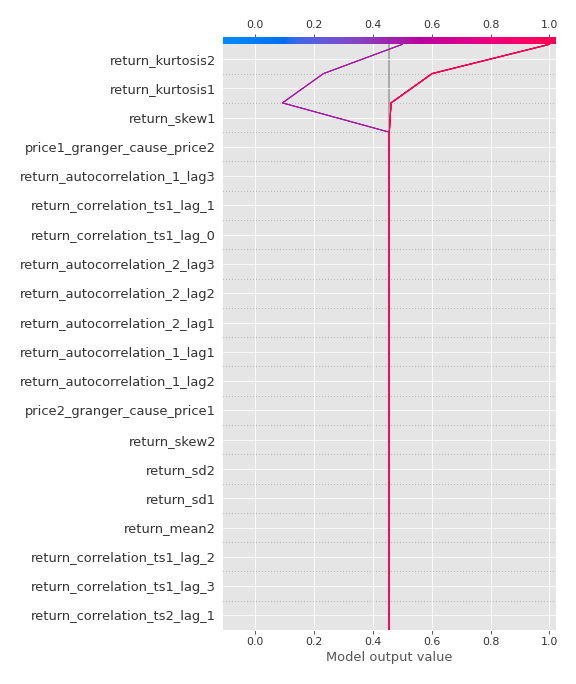 0.0 0.2 0.4 0.6 0.8 1.0
return_kurtosis2
return_kurtosis1
return_skew1
price1_granger_cause_price2
return_autocorrelation_1_lag3
return_correlation_ts1_lag_1
return_correlation_ts1_lag_0
return_autocorrelation_2_lag3
return_autocorrelation_2_lag2
return_autocorrelation_2_lag1
return_autocorrelation_1_lag1
return_autocorrelation_1_lag2
price2_granger_cause_price1
return_skew2
return_sd2
return_sd1
return_mean2
return_correlation_ts1_lag_2
return_correlation_ts1_lag_3
return_correlation_ts2_lag_1
0.0 0.2 0.4 0.6 0.8 1.0
Model output value